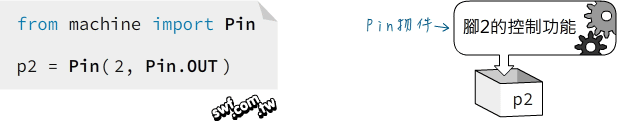 from machine import Pin
p2 = Pin(2, Pin.OUT)
swf.com.tw
Pin物件
腳2的控制功能
p2